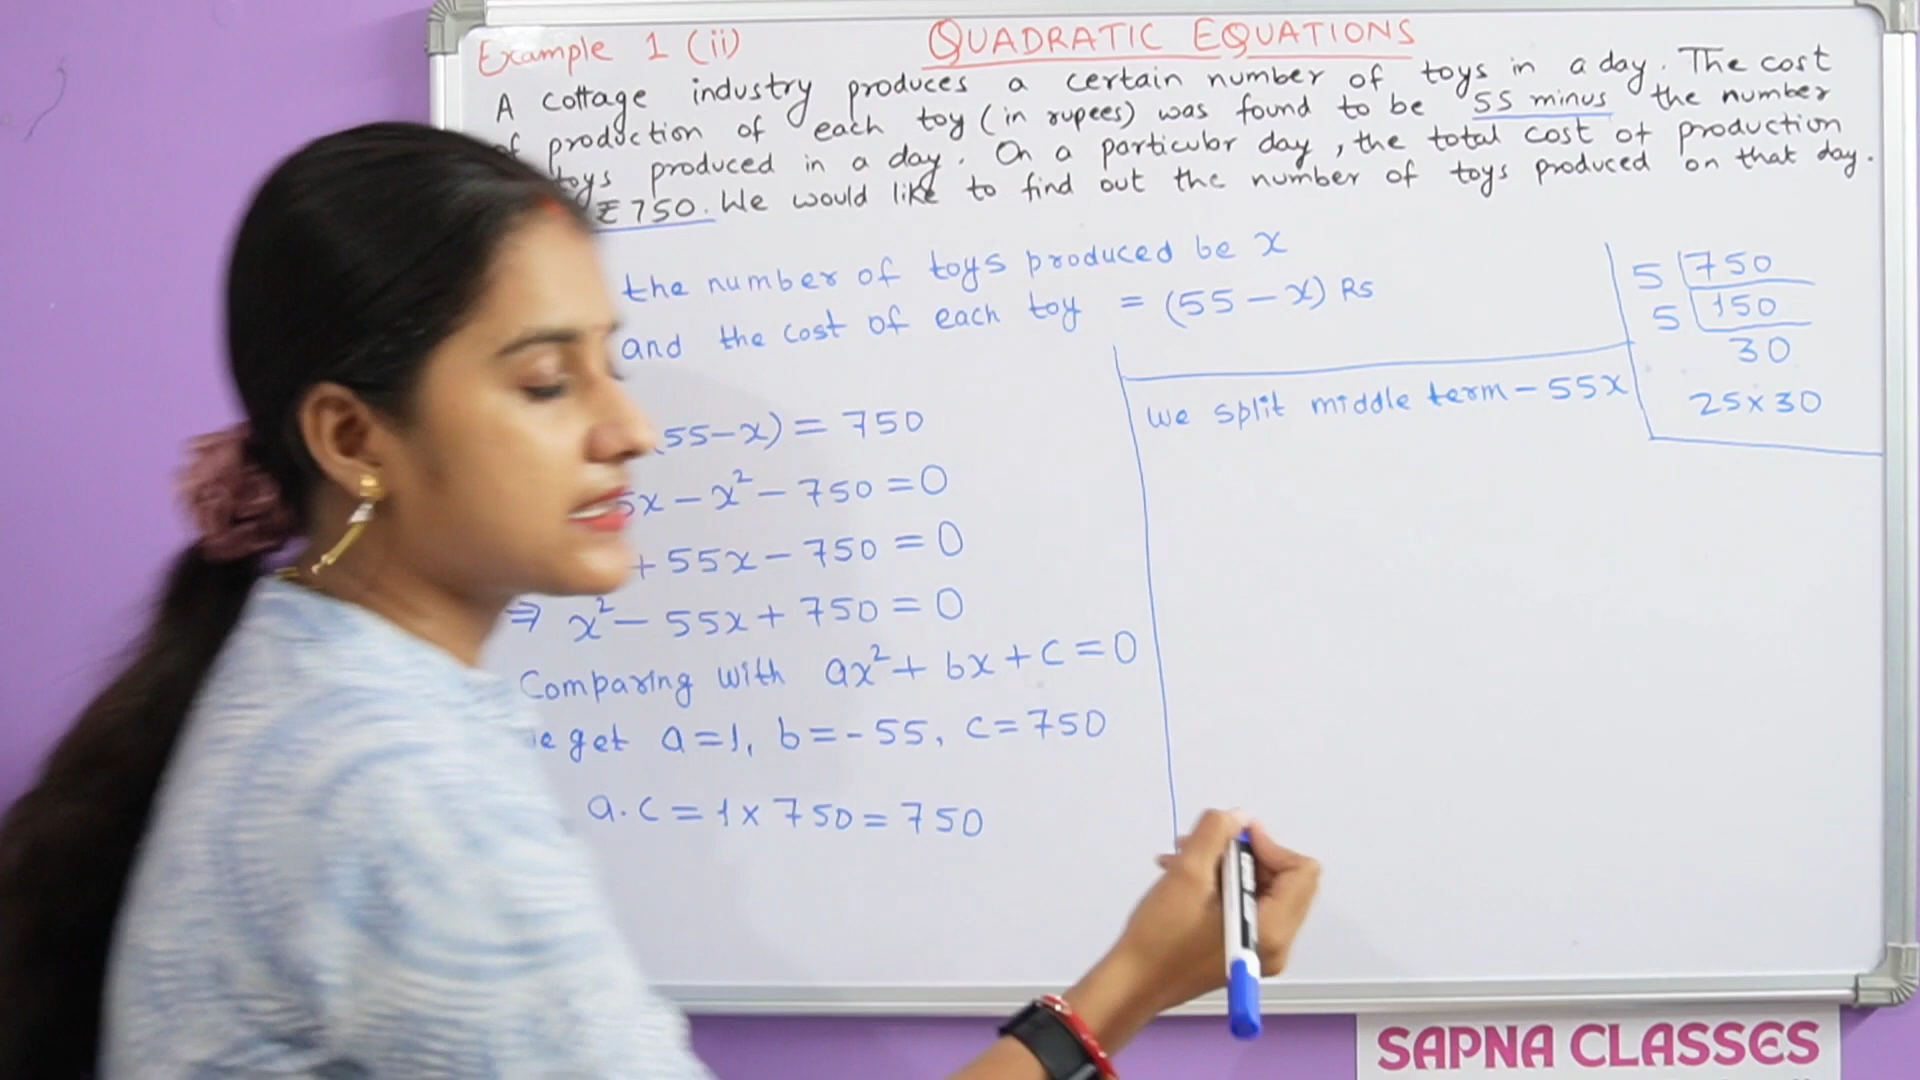 Example 1 (ii)
QUADRATIC EQUATIONS
A cottage industry produces a certain number of toys in a day. The cost
of production of each toy (in rupees) was found to be 55 minus the number
toys produced in a day. On a particular day, the total cost of production
₹750. We would like to find out the number of toys produced on that day.
the number of toys produced be x
and the cost of each toy = (55-x) Rs
(55-x) = 750
5x - x² - 750 = 0
+ 55x - 750 = 0
⇒ x² - 55x + 750 = 0
Comparing with ax² + bx + c = 0
get a=1, b=-55, c=750
a.c = 1 × 750 = 750
We split middle term - 55x
5 750
5 150
30
25×30
SAPNA CLASSES